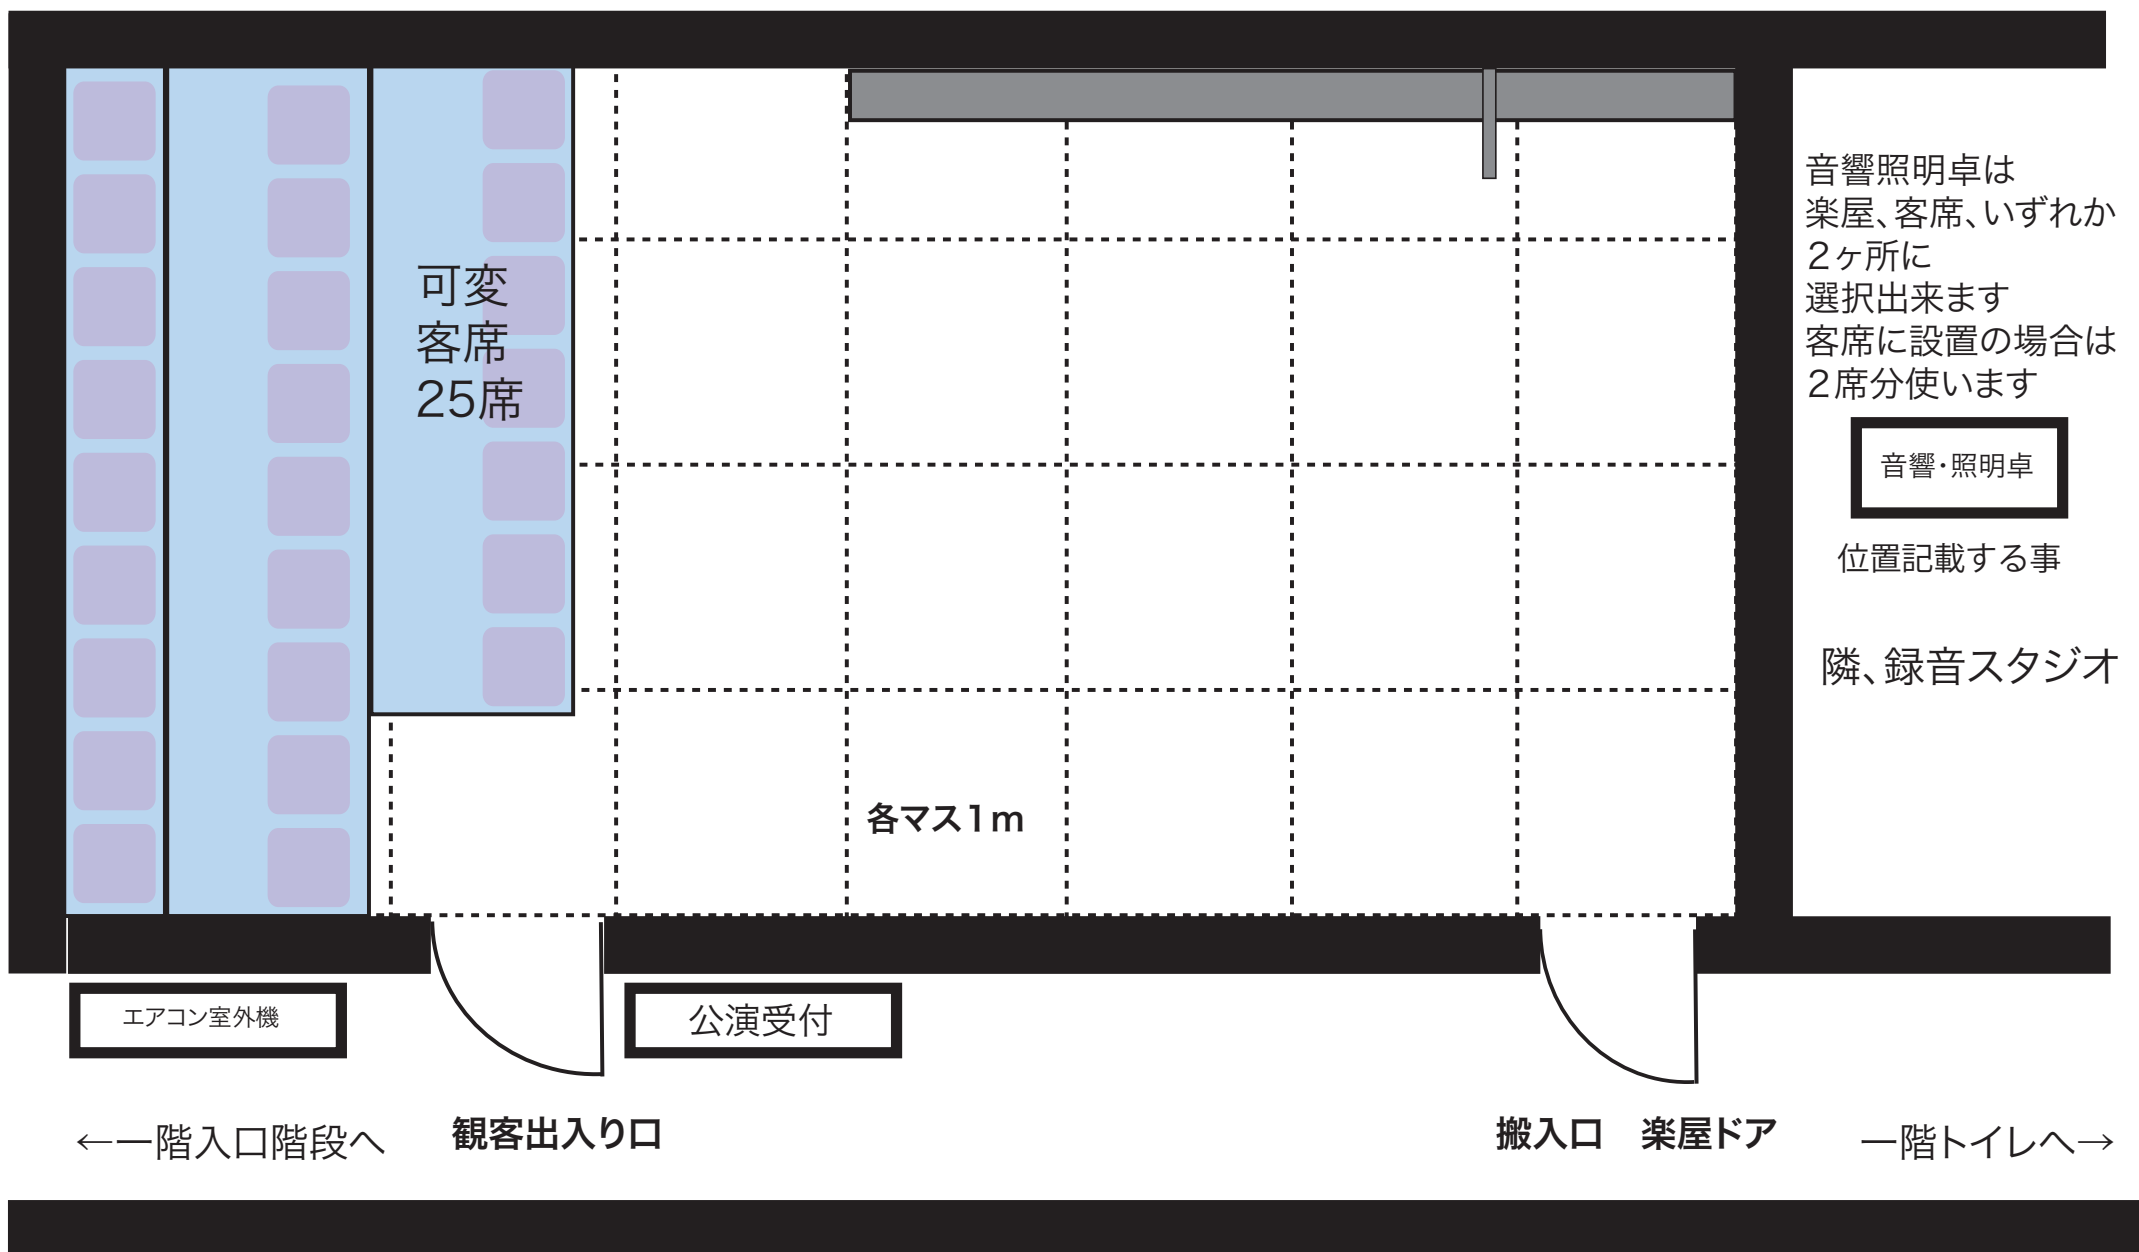 音響照明卓は
楽屋、客席、いずれか
２ヶ所に
選択出来ます
客席に設置の場合は
２席分使います
可変
客席
25席
音響・照明卓
位置記載する事
隣、録音スタジオ
各マス1m
エアコン室外機
公演受付
←一階入口階段へ
観客出入り口
搬入口　楽屋ドア
一階トイレへ→